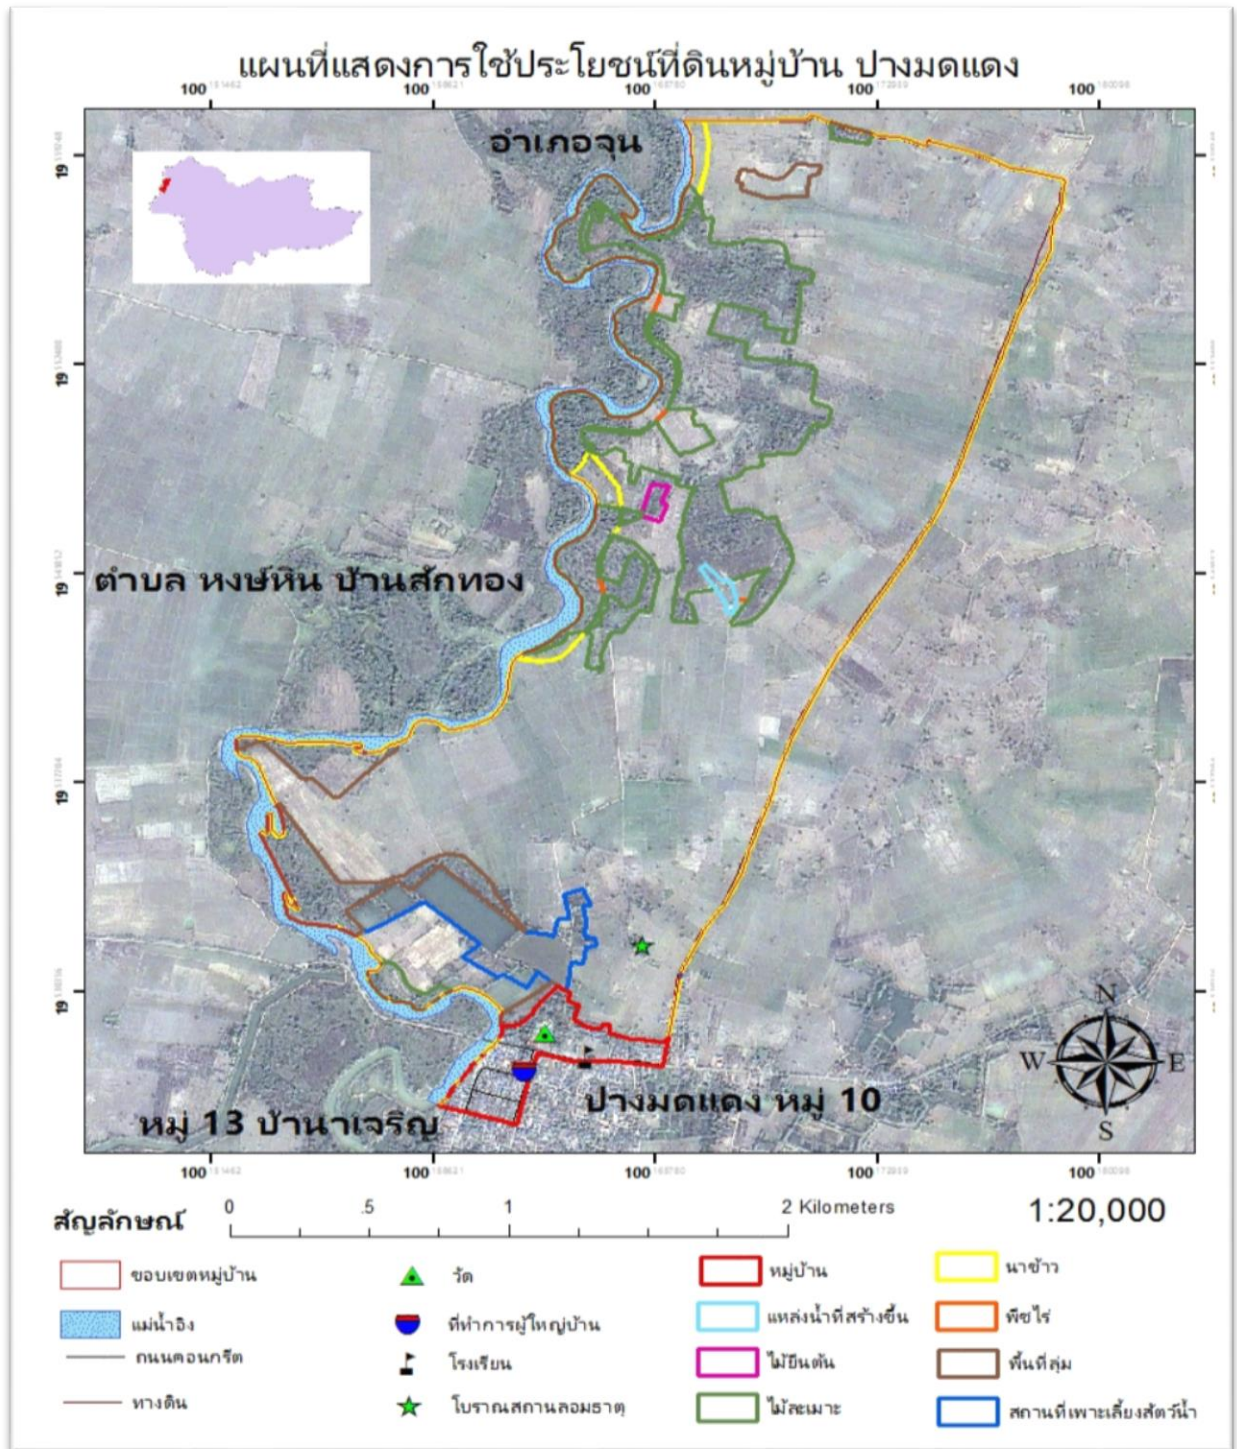 แผนที่แสดงการใช้ประโยชน์ที่ดินหมู่บ้าน ปางมดแดง
100 100 100 100 100
อำเภอจุน
19
19
19
ตำบล หงษ์หิน บ้านสักทอง
19
19
N
W E
S
ปางมดแดง หมู่ 10
หมู่ 13 บ้านาเจริญ
100 100 100 100 100
สัญลักษณ์
0 .5 1 2 Kilometers
1:20,000
ขอบเขตหมู่บ้าน
แม่น้ำอิง
ถนนคอนกรีต
ทางดิน
วัด
ที่ทำการผู้ใหญ่บ้าน
โรงเรียน
โบราณสถานลอมธาตุ
หมู่บ้าน
แหล่งน้ำที่สร้างขึ้น
ไม้ยืนต้น
ไม้ละเมาะ
นาข้าว
พืชไร่
พื้นที่ลุ่ม
สถานที่เพาะเลี้ยงสัตว์น้ำ